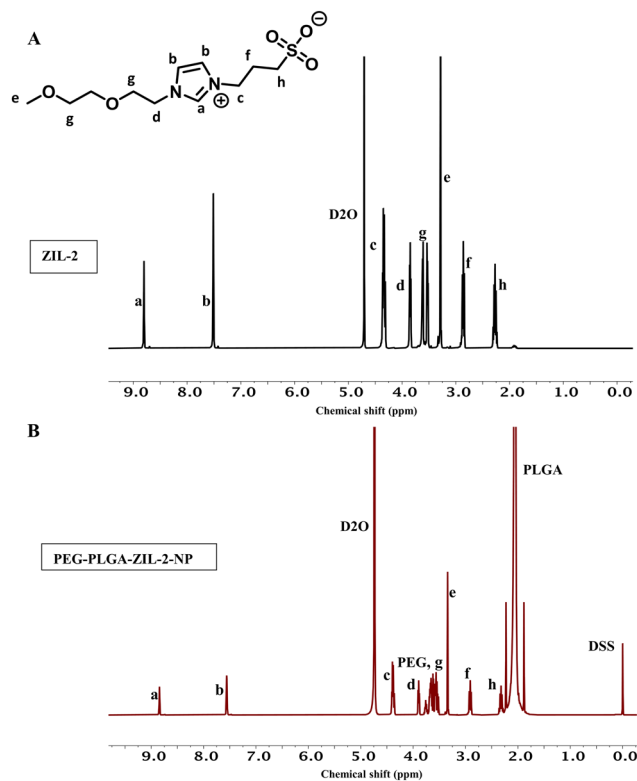 A
O⁻
O
S
O
b
b
f
h
g
O
e
O
N
N
⊕
c
g
d
a
D2O
e
c
g
d
f
h
ZIL-2
a
b
9.0 8.0 7.0 6.0 5.0 4.0 3.0 2.0 1.0 0.0
Chemical shift (ppm)
B
PLGA
D2O
PEG-PLGA-ZIL-2-NP
e
DSS
PEG, g
c
d
f
h
a
b
9.0 8.0 7.0 6.0 5.0 4.0 3.0 2.0 1.0 0.0
Chemical shift (ppm)